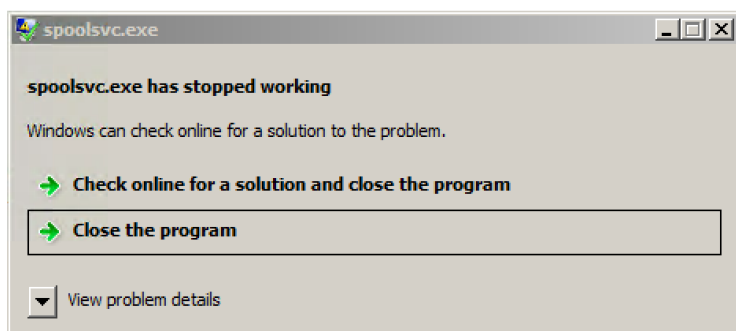 spoolsvc.exe
spoolsvc.exe has stopped working
Windows can check online for a solution to the problem.
Check online for a solution and close the program
Close the program
View problem details